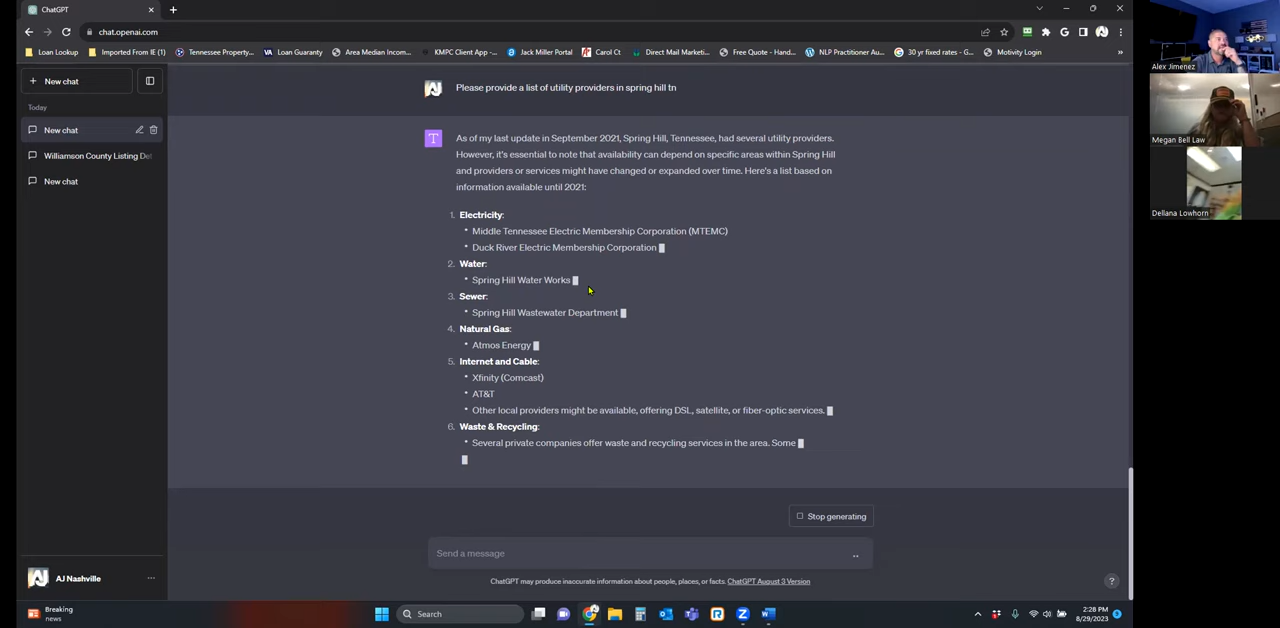 ChatGPT
chat.openai.com
Loan Lookup
Imported From IE (1)
Tennessee Property...
VA
Loan Guaranty
Area Median Incom...
KMPC Client App -...
Jack Miller Portal
Carol Ct
Direct Mail Marketi...
Free Quote - Hand...
NLP Practitioner Au...
30 yr fixed rates - G...
Motivity Login
New chat
Today
New chat
Williamson County Listing Det
New chat
AJ
Please provide a list of utility providers in spring hill tn
T
As of my last update in September 2021, Spring Hill, Tennessee, had several utility providers.
However, it's essential to note that availability can depend on specific areas within Spring Hill
and providers or services might have changed or expanded over time. Here's a list based on
information available until 2021:
1. Electricity:
• Middle Tennessee Electric Membership Corporation (MTEMC)
• Duck River Electric Membership Corporation
2. Water:
• Spring Hill Water Works
3. Sewer:
• Spring Hill Wastewater Department
4. Natural Gas:
• Atmos Energy
5. Internet and Cable:
• Xfinity (Comcast)
• AT&T
• Other local providers might be available, offering DSL, satellite, or fiber-optic services.
6. Waste & Recycling:
• Several private companies offer waste and recycling services in the area. Some
Stop generating
Send a message
ChatGPT may produce inaccurate information about people, places, or facts. ChatGPT August 3 Version
?
AJ Nashville
Breaking
news
Search
2:28 PM
8/29/2023
Alex Jimenez
Megan Bell Law
Dellana Lowhorn